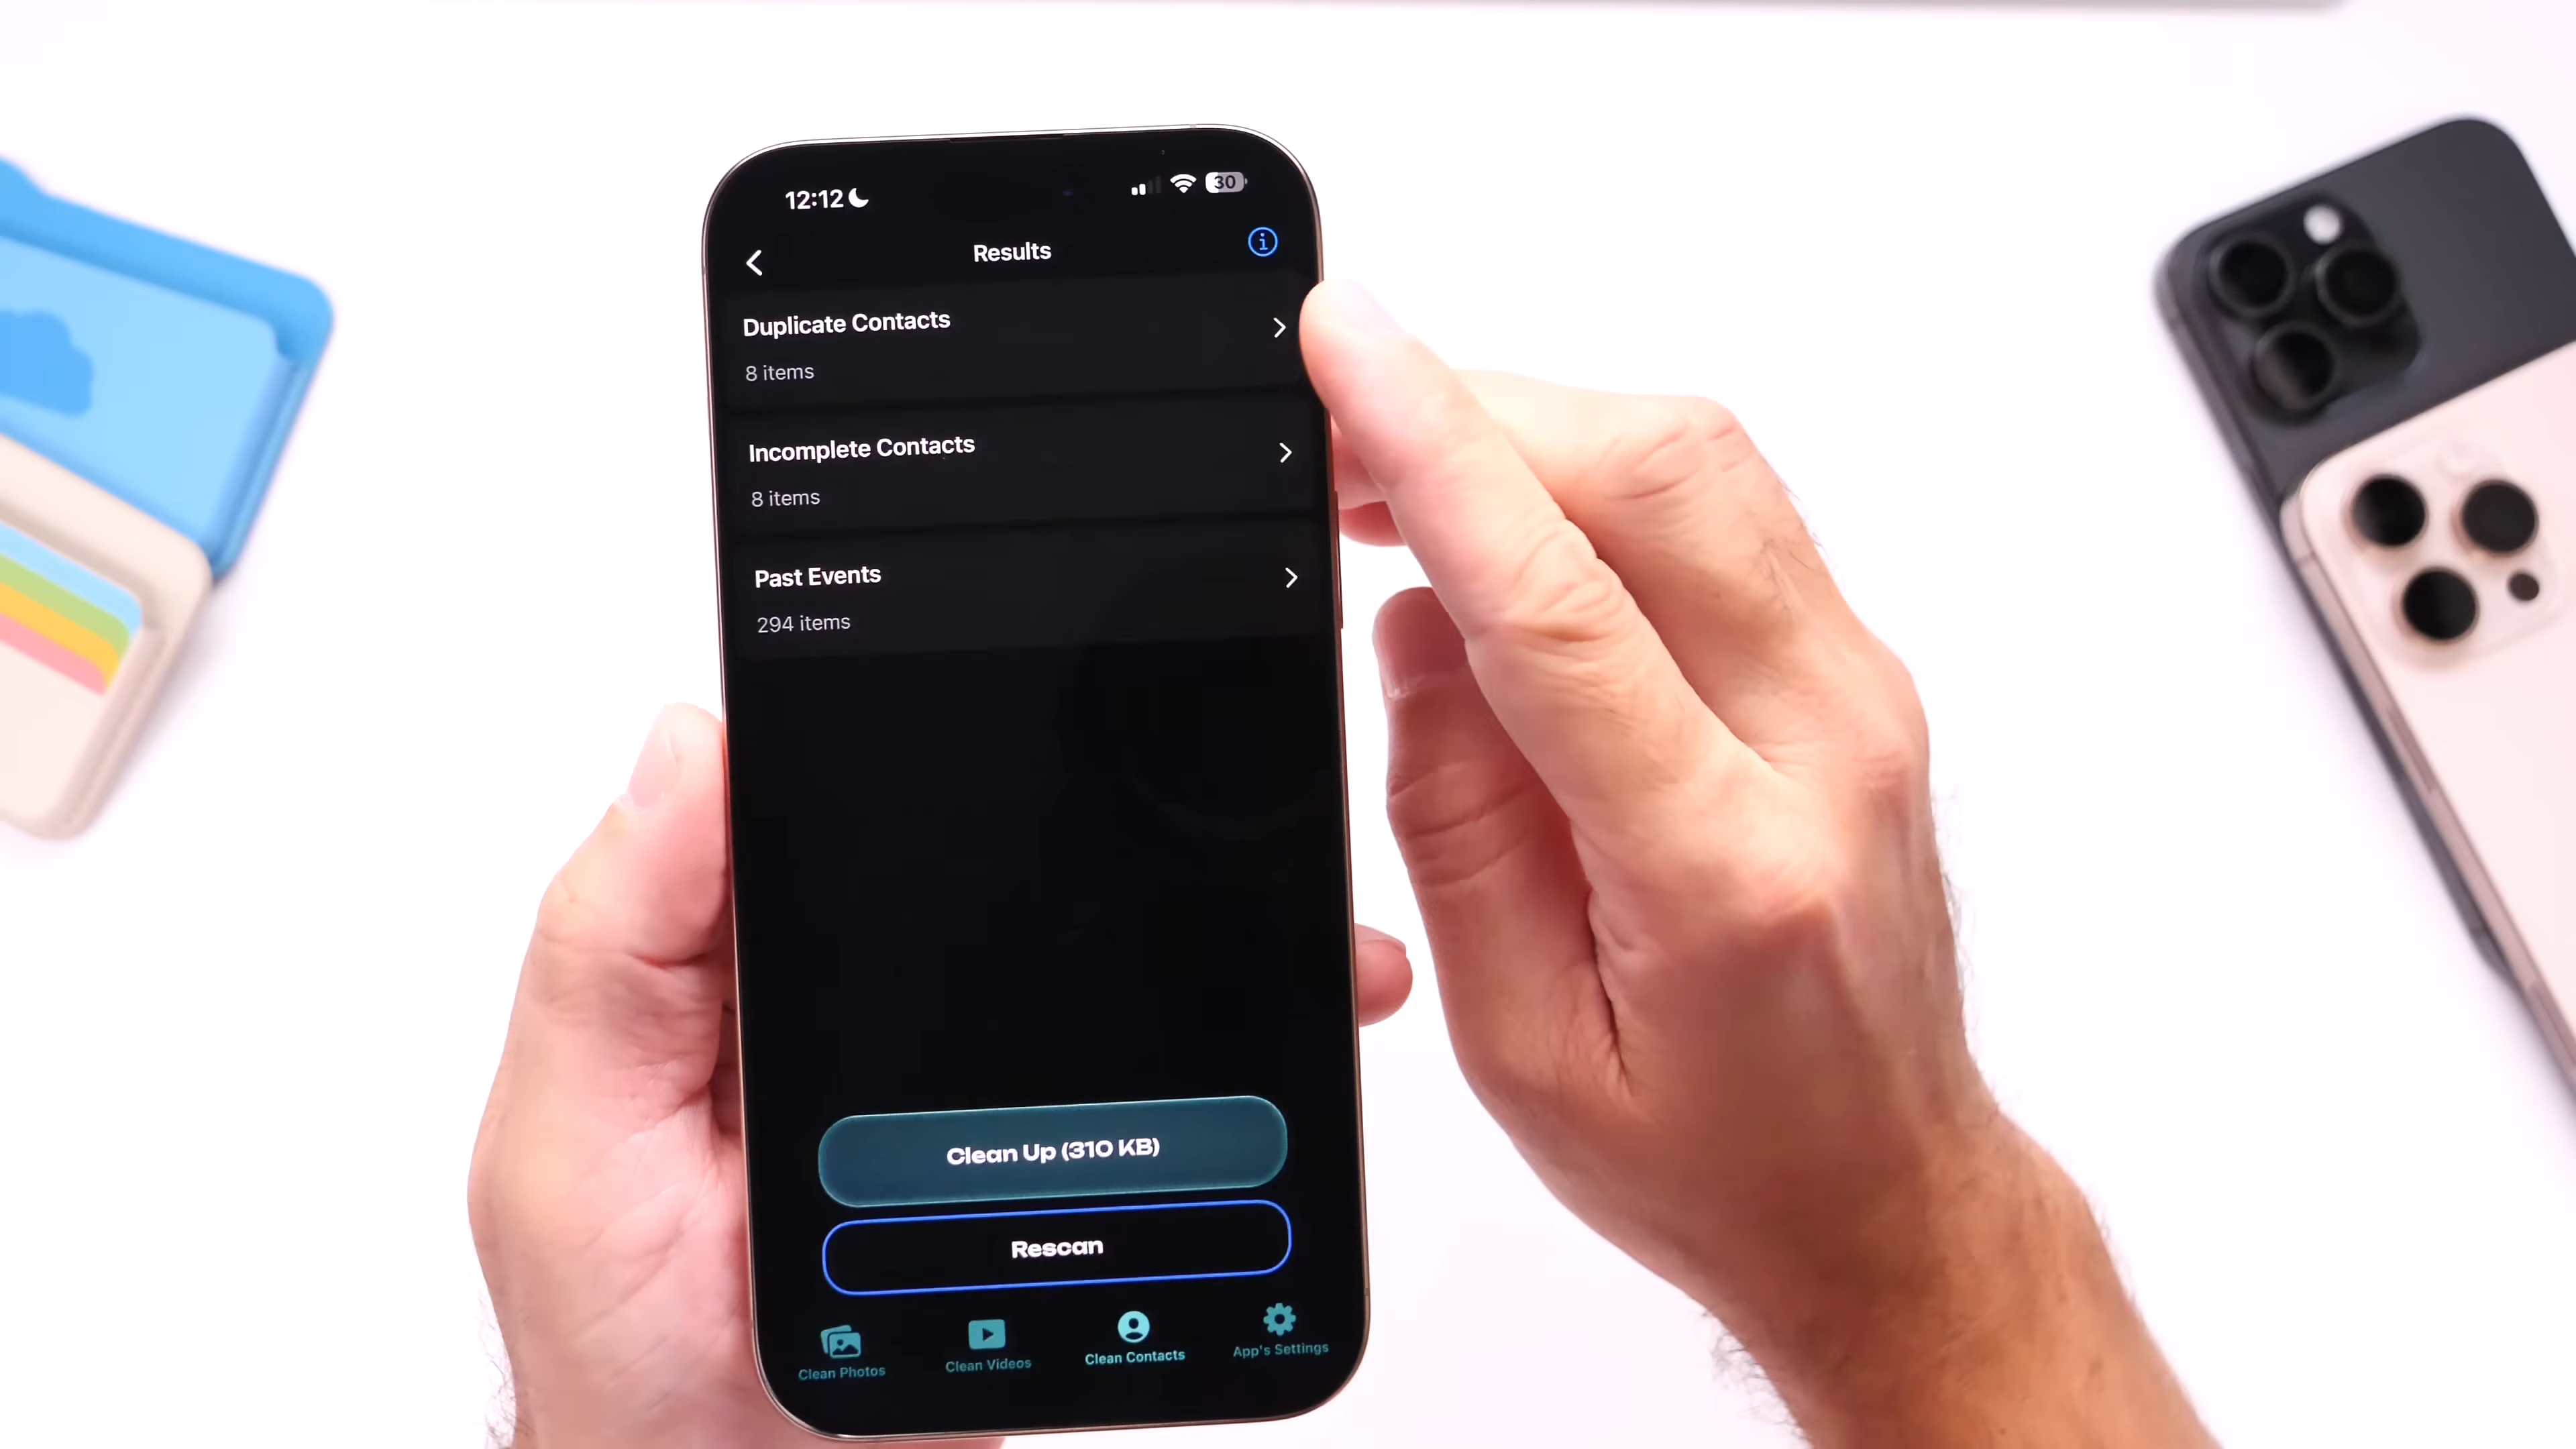 12:12
30
Results
Duplicate Contacts
8 items
Incomplete Contacts
8 items
Past Events
294 items
Clean Up (310 KB)
Rescan
Clean Photos
Clean Videos
Clean Contacts
App's Settings